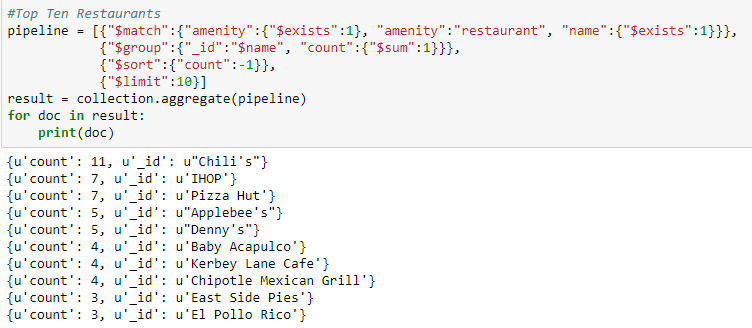 #Top Ten Restaurants
pipeline = [{"$match":{"amenity":{"$exists":1}, "amenity":"restaurant", "name":{"$exists":1}}},
            {"$group":{"_id":"$name", "count":{"$sum":1}}},
            {"$sort":{"count":-1}},
            {"$limit":10}]
result = collection.aggregate(pipeline)
for doc in result:
    print(doc)
{u'count': 11, u'_id': u"Chili's"}
{u'count': 7, u'_id': u'IHOP'}
{u'count': 7, u'_id': u'Pizza Hut'}
{u'count': 5, u'_id': u"Applebee's"}
{u'count': 5, u'_id': u"Denny's"}
{u'count': 4, u'_id': u'Baby Acapulco'}
{u'count': 4, u'_id': u'Kerbey Lane Cafe'}
{u'count': 4, u'_id': u'Chipotle Mexican Grill'}
{u'count': 3, u'_id': u'East Side Pies'}
{u'count': 3, u'_id': u'El Pollo Rico'}